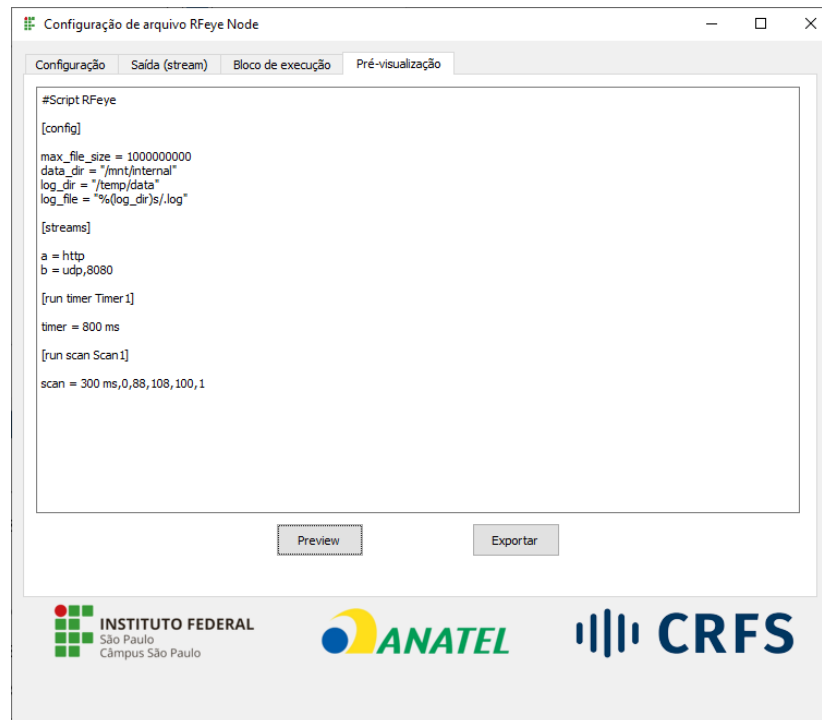 Configuração de arquivo RFeye Node
Configuração Saída (stream) Bloco de execução Pré-visualização
#Script RFeye
[config]
max_file_size = 1000000000
data_dir = "/mnt/internal"
log_dir = "/temp/data"
log_file = "%(log_dir)s/.log"
[streams]
a = http
b = udp,8080
[run timer Timer1]
timer = 800 ms
[run scan Scan1]
scan = 300 ms,0,88,108,100,1
Preview Exportar
INSTITUTO FEDERAL
São Paulo
Câmpus São Paulo
ANATEL
CRFS